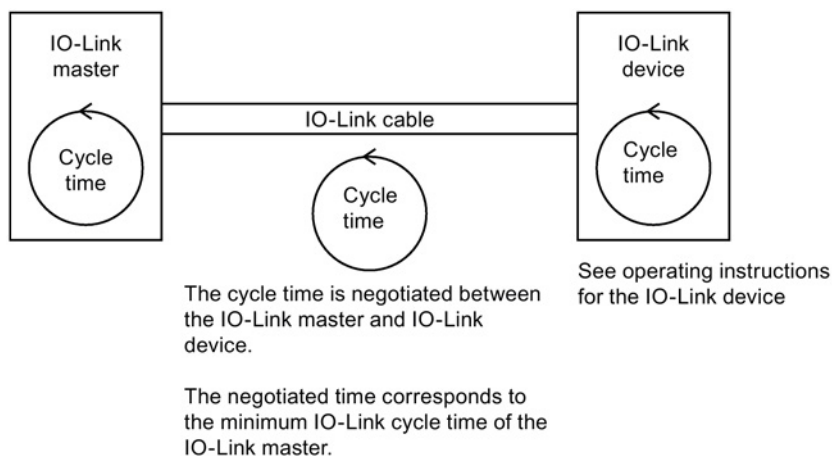 IO-Link
master
Cycle
time
IO-Link cable
Cycle
time
IO-Link
device
Cycle
time
The cycle time is negotiated between
the IO-Link master and IO-Link
device.
The negotiated time corresponds to
the minimum IO-Link cycle time of the
IO-Link master.
See operating instructions
for the IO-Link device